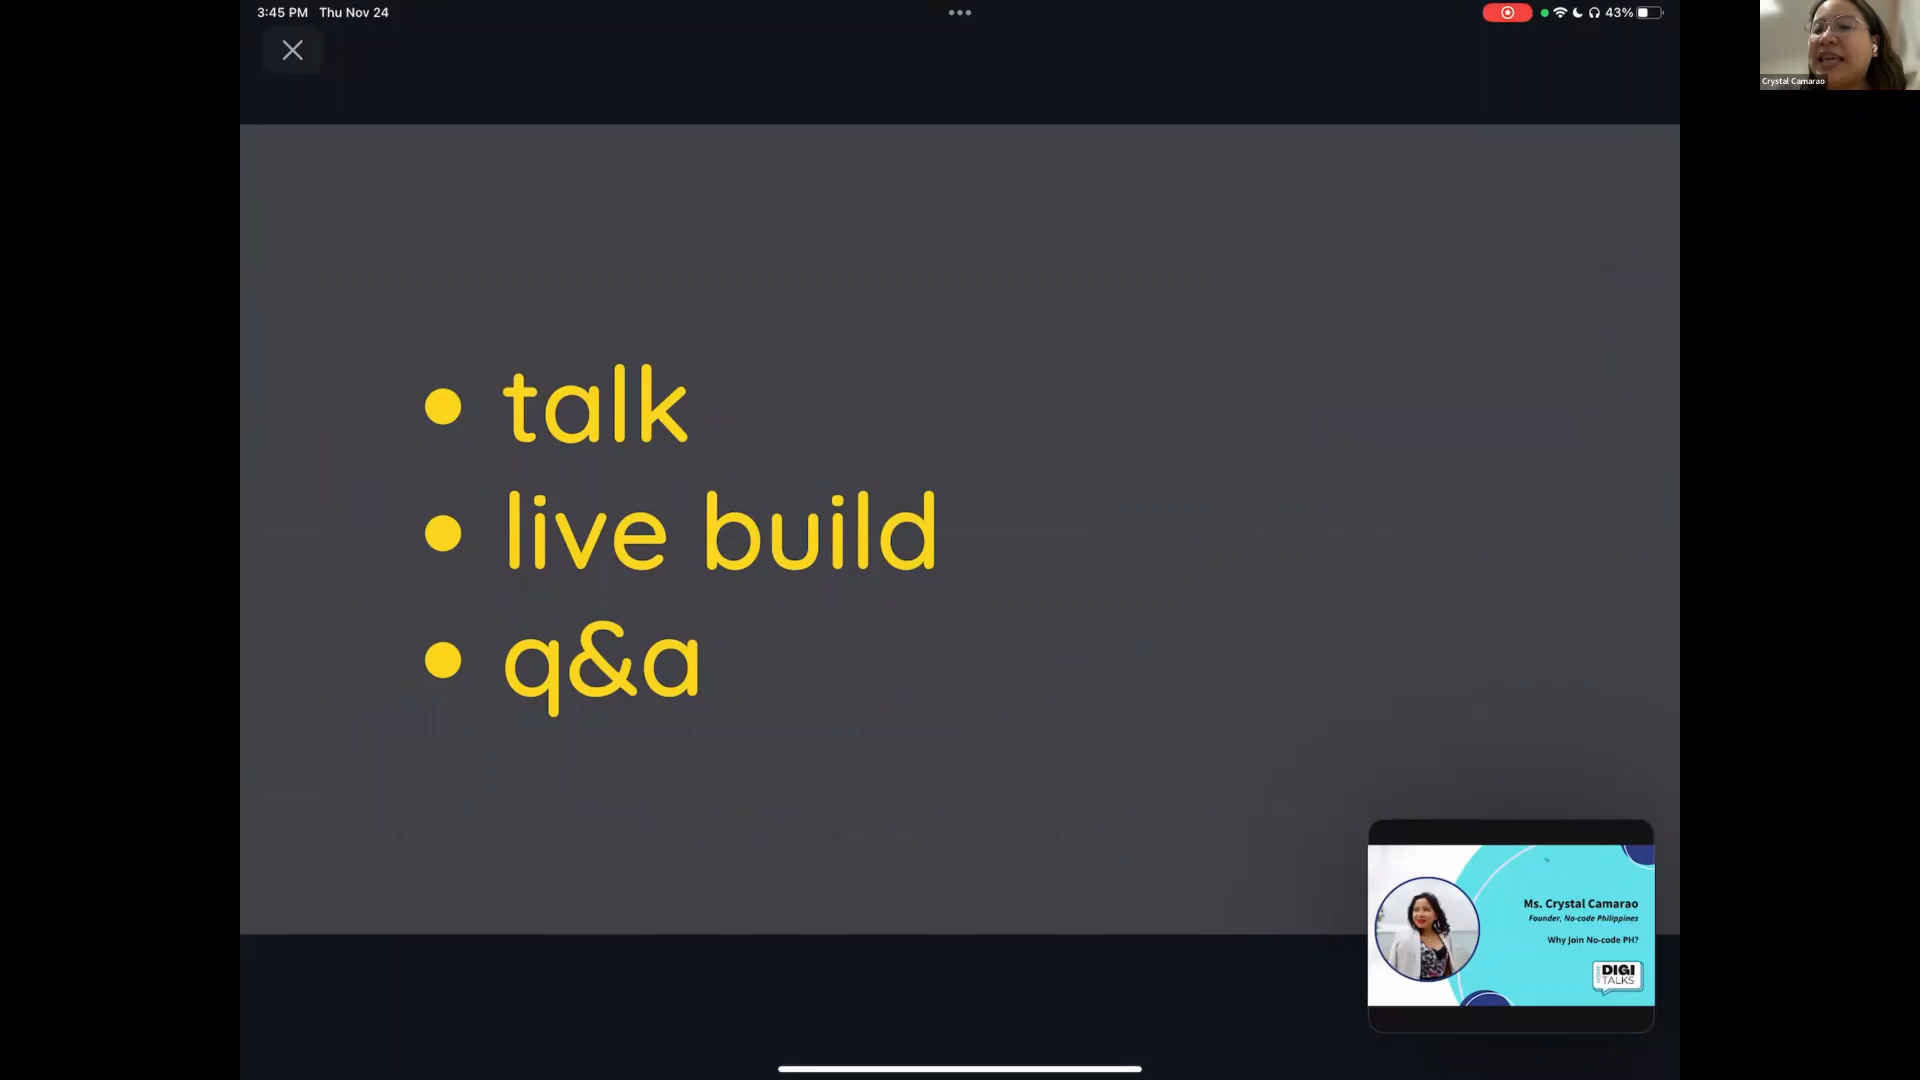 3:45 PM Thu Nov 24
43%
Crystal Camarao
• talk
• live build
• q&a
Ms. Crystal Camarao
Founder, No-code Philippines
Why Join No-code PH?
DIGI
TALKS